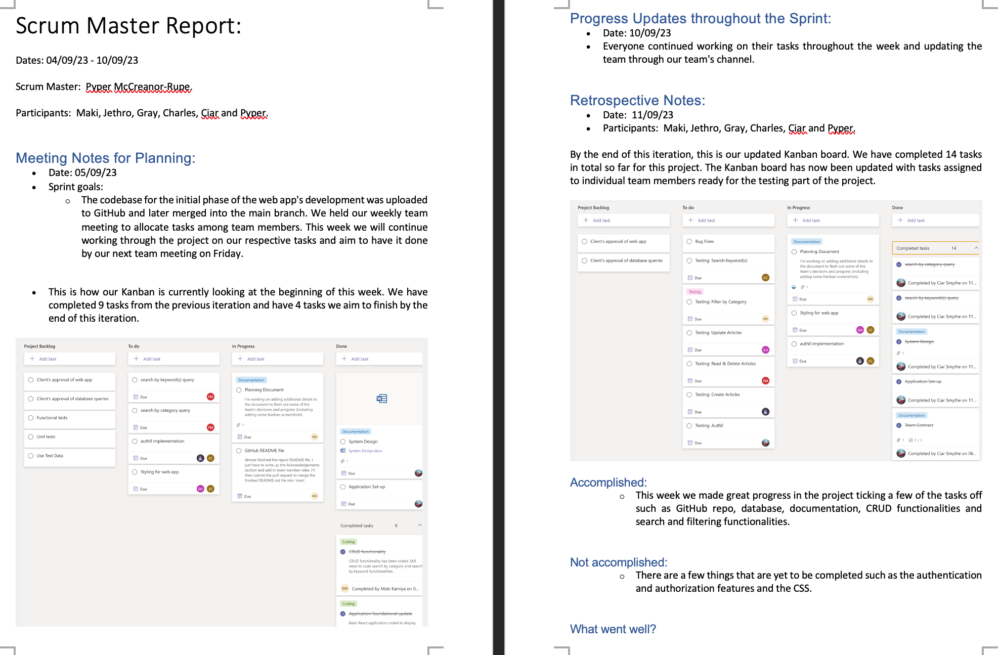 Scrum Master Report:
Dates: 04/09/23 - 10/09/23
Scrum Master: Pyper McCreanor-Rupe.
Participants: Maki, Jethro, Gray, Charles, Ciar and Pyper.
Meeting Notes for Planning:
• Date: 05/09/23
• Sprint goals:
o The codebase for the initial phase of the web app's development was uploaded
to GitHub and later merged into the main branch. We held our weekly team
meeting to allocate tasks among team members. This week we will continue
working through the project on our respective tasks and aim to have it done
by our next team meeting on Friday.
• This is how our Kanban is currently looking at the beginning of this week. We have
completed 9 tasks from the previous iteration and have 4 tasks we aim to finish by the
end of this iteration.
Project Backlog
+ Add task
Client's approval of web app
Client's approval of database queries
Functional tests
Unit tests
Use Test Data
To do
+ Add task
search by keyword(s) query
Due
PM
search by category query
Due
PM
auth0 implementation
Due
CC
Styling for web app
Due
GH CC
In Progress
+ Add task
Documentation
Planning Document
I'm working on adding additional details to
the document to flesh out some of the
team's decisions and progress (including
adding some Kanban screenshots).
1
Due
MK
GitHub README file
Almost finished the repo's README file. I
just have to write up the Acknowledgements
section and add in team member roles. I'll
then submit the pull request to merge the
finished README.md file into 'main'.
Due
MK
Done
+ Add task
W
Documentation
System Design
System Design.docx
1
Due
Application Set-up
Due
Completed tasks 9
Coding
CRUD functionality
CRUD functionality has been coded. Still
need to code search by category and search
by keyword functionalities.
MK Completed by Maki Kamiya on 0...
Coding
Application foundational update
Basic React application coded to display
Progress Updates throughout the Sprint:
• Date: 10/09/23
• Everyone continued working on their tasks throughout the week and updating the
team through our team's channel.
Retrospective Notes:
• Date: 11/09/23
• Participants: Maki, Jethro, Gray, Charles, Ciar and Pyper.
By the end of this iteration, this is our updated Kanban board. We have completed 14 tasks
in total so far for this project. The Kanban board has now been updated with tasks assigned
to individual team members ready for the testing part of the project.
Project Backlog
+ Add task
Client's approval of web app
Client's approval of database queries
To do
+ Add task
Bug Fixes
Testing: Search Keyword(s)
Due
CC
Testing
Testing: Filter by Category
Due
MK
Testing: Update Articles
Due
GH
Testing: Read & Delete Articles
Due
PM
Testing: Create Articles
Due
Testing: Auth0
Due
In Progress
+ Add task
Documentation
Planning Document
I'm working on adding additional details to
the document to flesh out some of the
team's decisions and progress (including
adding some Kanban screenshots).
1
Due
MK
Styling for web app
Due
GH CC
auth0 implementation
Due
CC
Done
+ Add task
Completed tasks 14
search by category query
Completed by Ciar Smythe on 11...
search by keyword(s) query
Completed by Ciar Smythe on 11...
Documentation
System Design
1
Completed by Ciar Smythe on 11...
Application Set-up
Completed by Ciar Smythe on 11...
Documentation
Team Contract
1 2 / 2
Completed by Ciar Smythe on 06...
Accomplished:
o This week we made great progress in the project ticking a few of the tasks off
such as GitHub repo, database, documentation, CRUD functionalities and
search and filtering functionalities.
Not accomplished:
o There are a few things that are yet to be completed such as the authentication
and authorization features and the CSS.
What went well?